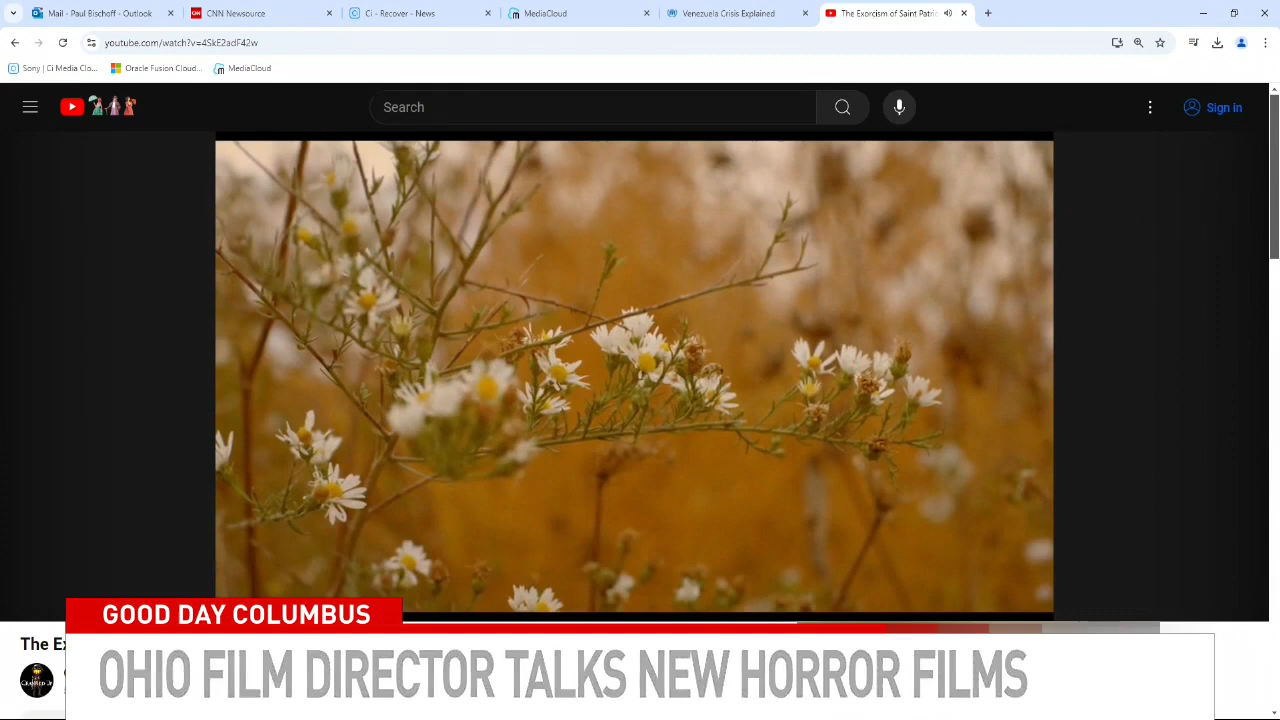 Mail - Paul Bischoff - Outlook
CNN Newsource
Ci - Recover - News
MediaCloud
Venezuela Crisis Explained
The Exorcism of Saint Patric
youtube.com/watch?v=4SkE2adF42w
Sony | Ci Media Clo...
Oracle Fusion Cloud...
MediaCloud
Search
Sign in
GOOD DAY COLUMBUS
The Ex
OHIO FILM DIRECTOR TALKS NEW HORROR FILMS